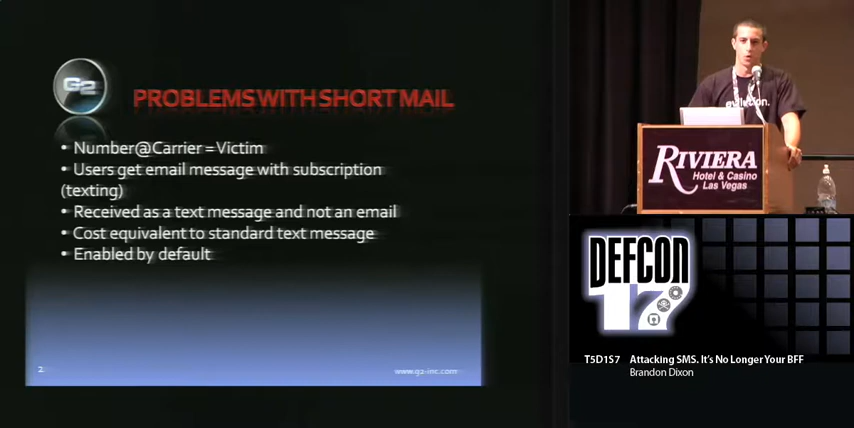 G2
PROBLEMS WITH SHORT MAIL
• Number@Carrier = Victim
• Users get email message with subscription
(texting)
• Received as a text message and not an email
• Cost equivalent to standard text message
• Enabled by default
2
www.g2-inc.com
RIVIERA
Hotel & Casino
Las Vegas
DEFCON
17
T5D1S7 Attacking SMS. It's No Longer Your BFF
Brandon Dixon